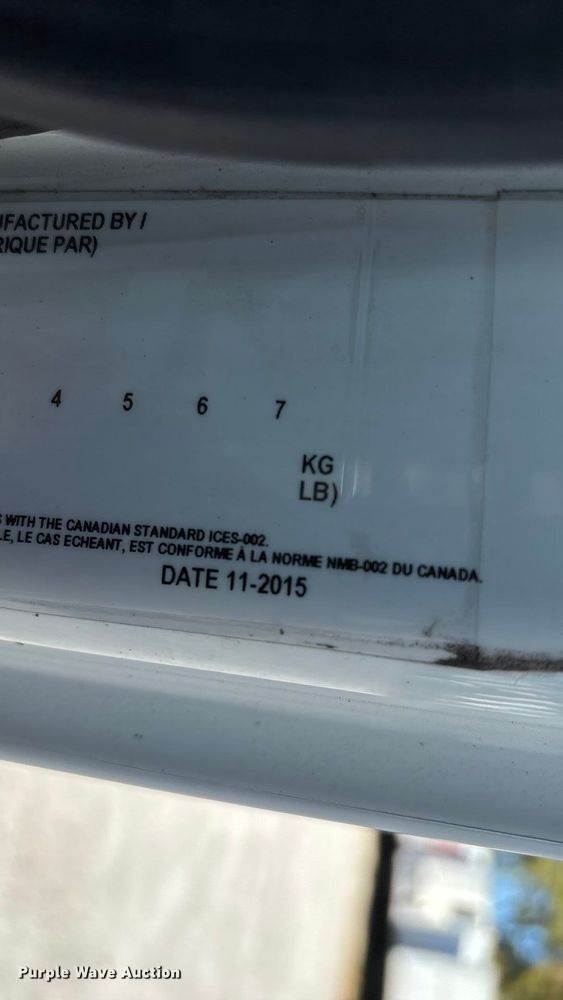 UFACTURED BY /
RIQUE PAR)
4 5 6 7
KG
LB)
S WITH THE CANADIAN STANDARD ICES-002.
LE, LE CAS ECHEANT, EST CONFORME À LA NORME NMB-002 DU CANADA.
DATE 11-2015
Purple Wave Auction